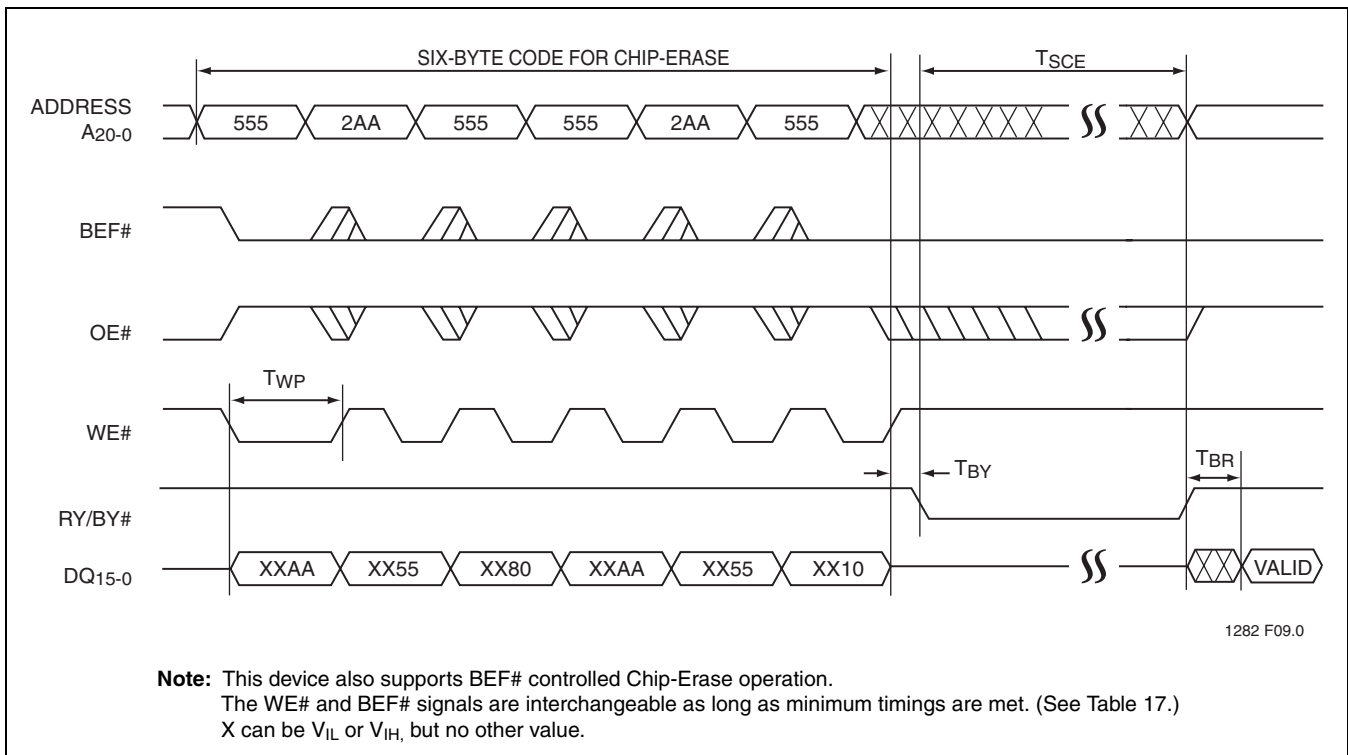 SIX-BYTE CODE FOR CHIP-ERASE TSCE
ADDRESS
A20-0
555 2AA 555 555 2AA 555
BEF#
OE#
TWP
WE#
TBY
TBR
RY/BY#
DQ15-0
XXAA XX55 XX80 XXAA XX55 XX10 VALID
1282 F09.0
Note: This device also supports BEF# controlled Chip-Erase operation.
The WE# and BEF# signals are interchangeable as long as minimum timings are met. (See Table 17.)
X can be VIL or VIH, but no other value.